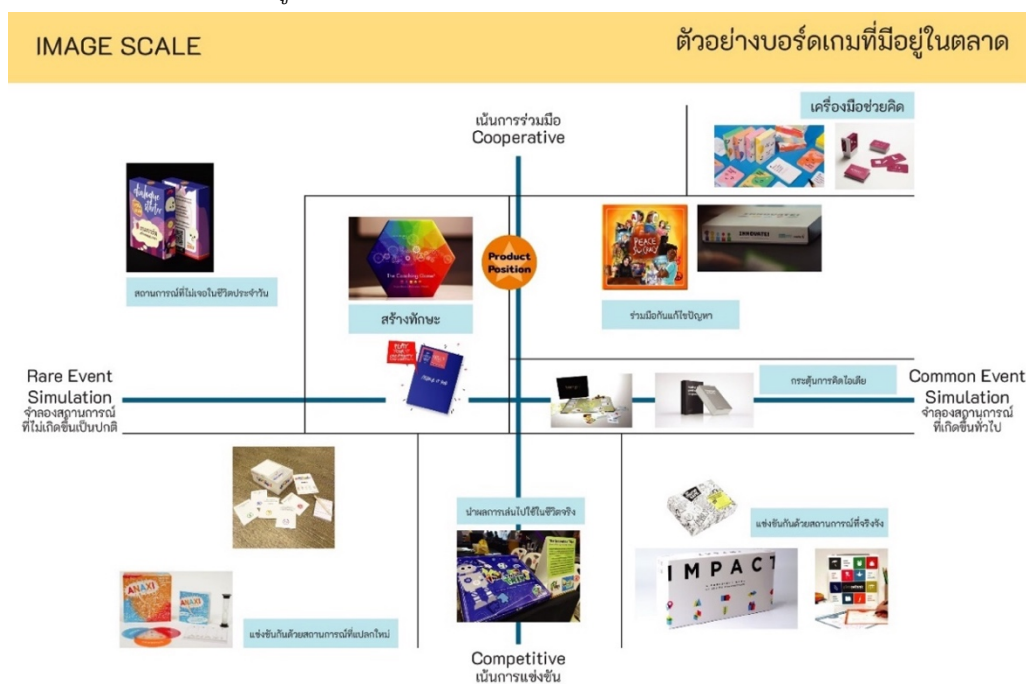 IMAGE SCALE
ตัวอย่างบอร์ดเกมที่มีอยู่ในตลาด
เครื่องมือช่วยคิด
เน้นการร่วมมือ
Cooperative
dialogue
starter
PEACE
SCIENCY
INNOVATE!
Product
Position
The Coaching Game
สถานการณ์ที่ไม่เจอในชีวิตประจำวัน
สร้างทักษะ
ร่วมมือกันแก้ไขปัญหา
Rare Event
Simulation
จำลองสถานการณ์
ที่ไม่เกิดขึ้นเป็นปกติ
กระตุ้นการคิดไอเดีย
Common Event
Simulation
จำลองสถานการณ์
ที่เกิดขึ้นทั่วไป
นำผลการเล่นไปใช้ในชีวิตจริง
แข่งขันกันด้วยสถานการณ์ที่จริงจัง
IMPACT
ANAXI
ANAXI
แข่งขันกันด้วยสถานการณ์ที่แปลกใหม่
Competitive
เน้นการแข่งขัน